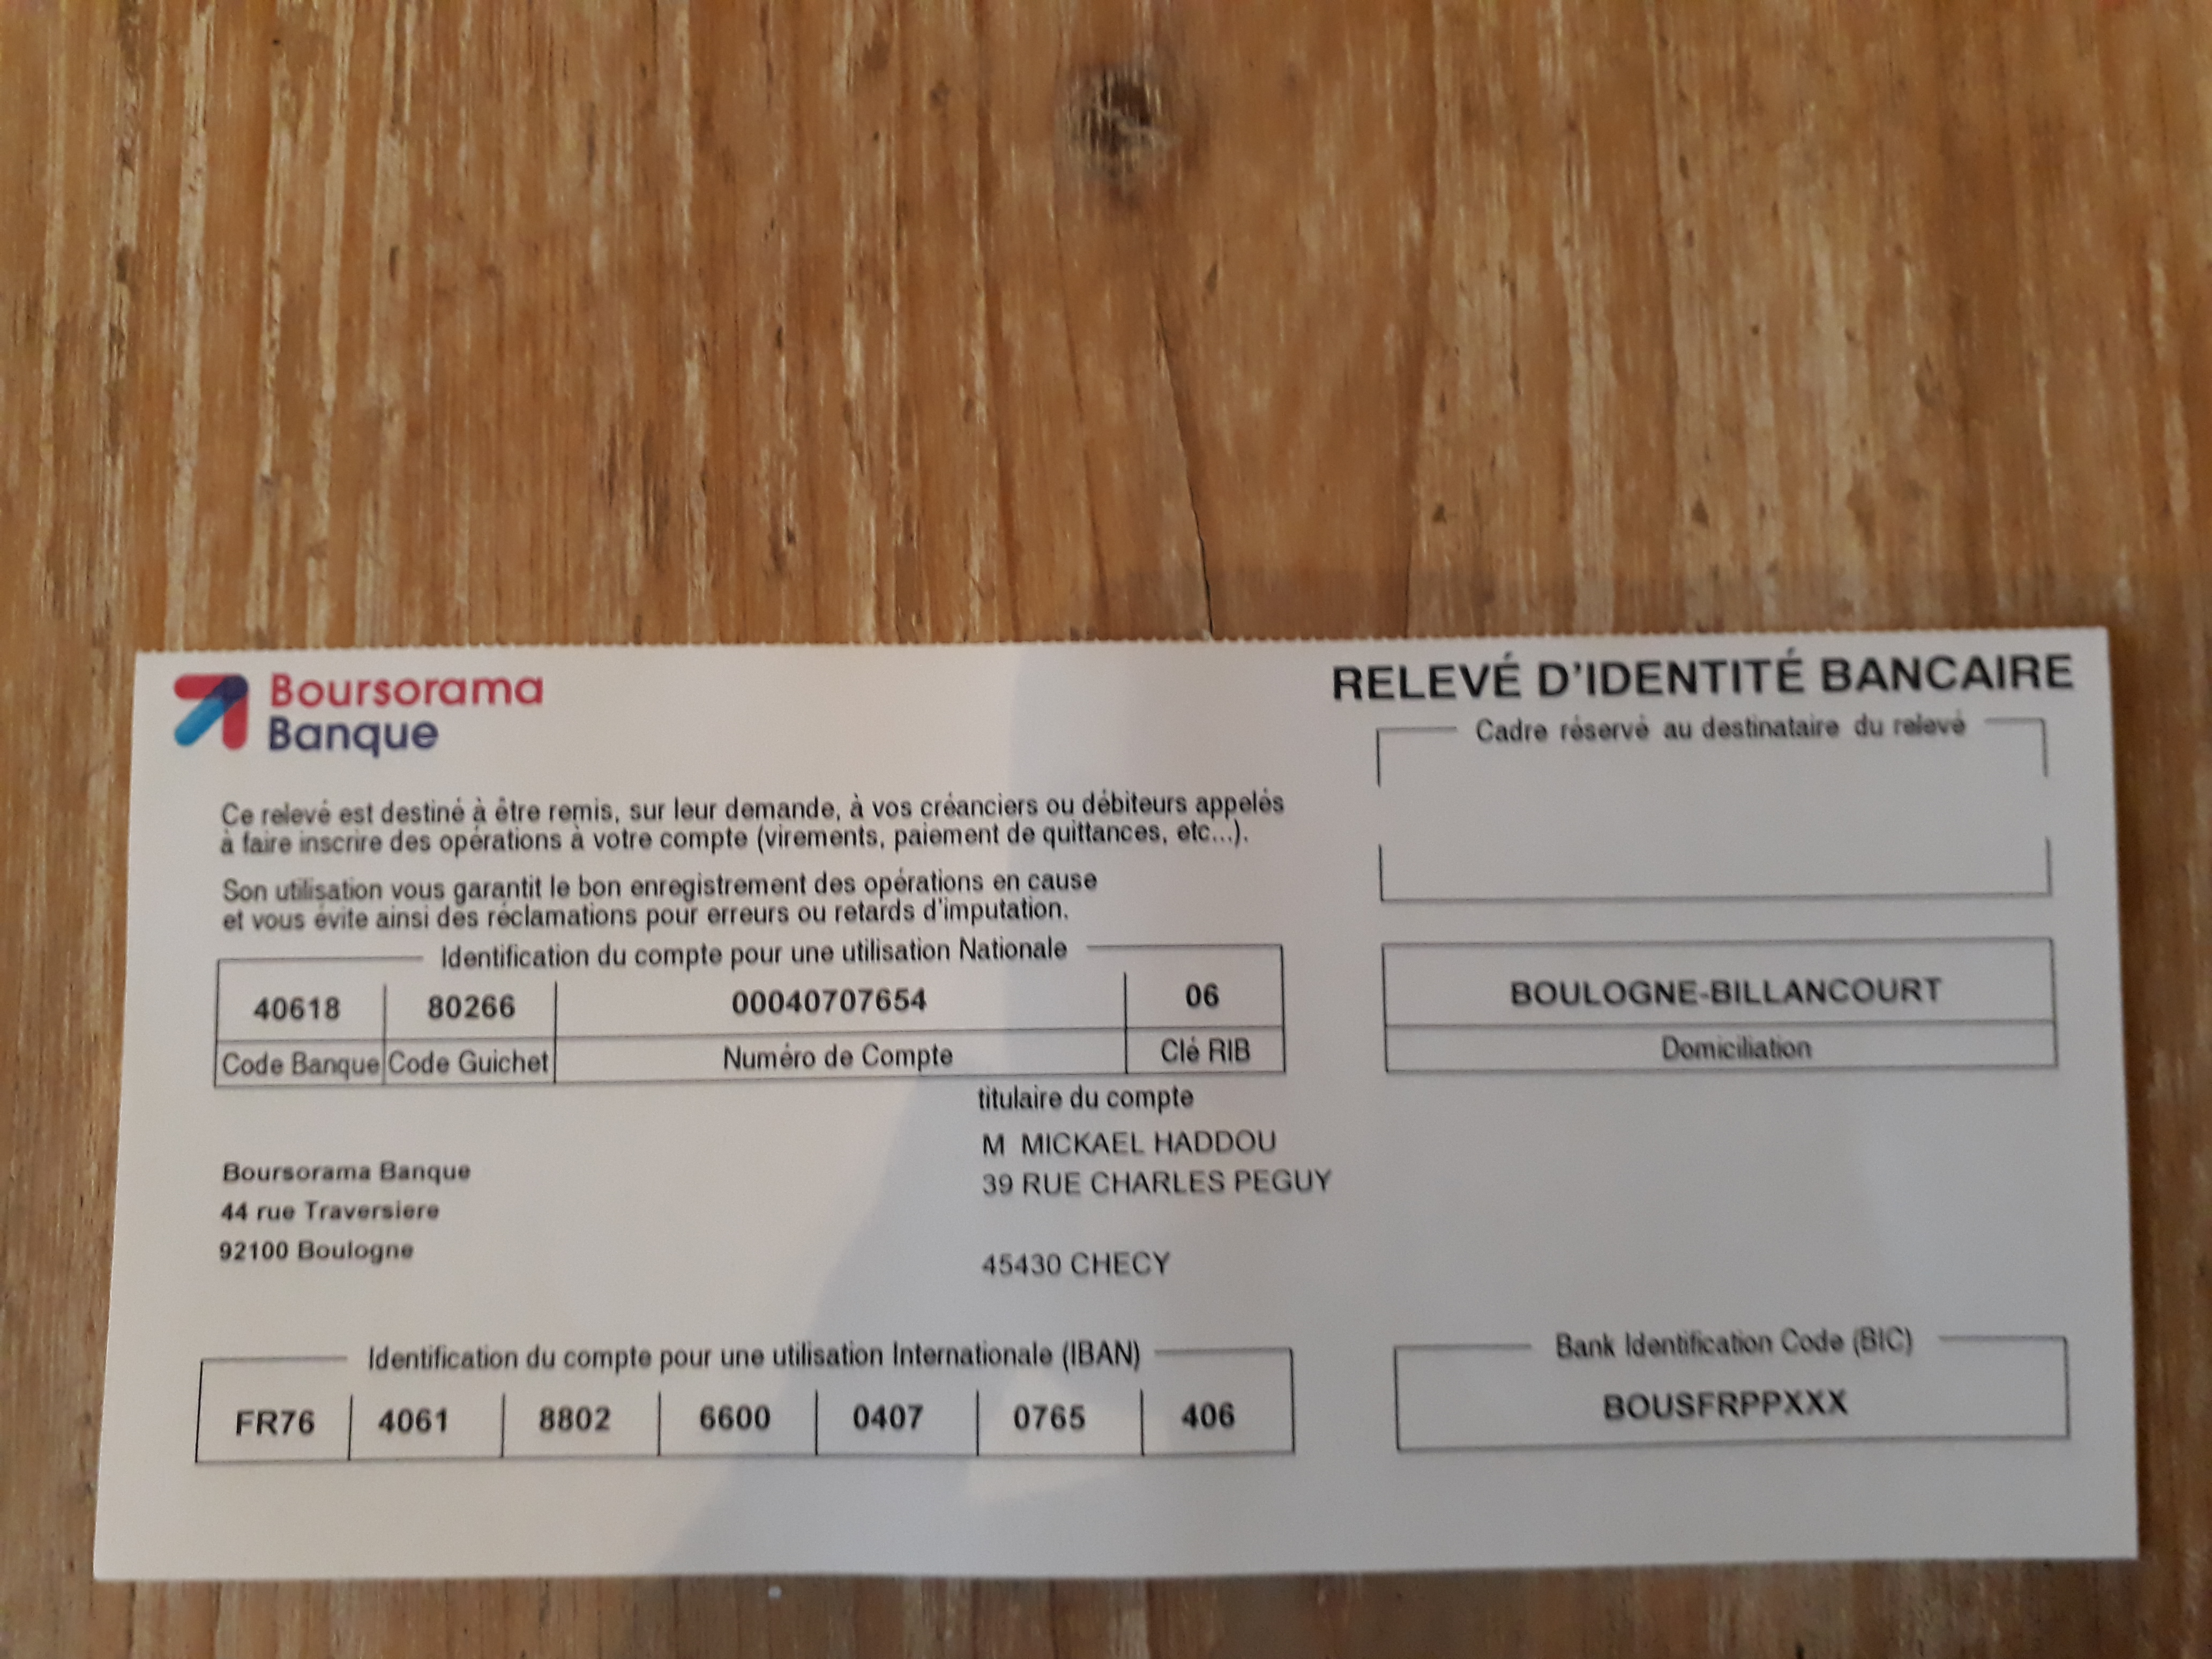 Boursorama
Banque
RELEVÉ D'IDENTITÉ BANCAIRE
Cadre réservé au destinataire du relevé
Ce relevé est destiné à être remis, sur leur demande, à vos créanciers ou débiteurs appelés
à faire inscrire des opérations à votre compte (virements, paiement de quittances, etc...).
Son utilisation vous garantit le bon enregistrement des opérations en cause
et vous évite ainsi des réclamations pour erreurs ou retards d'imputation.
Identification du compte pour une utilisation Nationale
40618 80266 00040707654 06
Code Banque Code Guichet Numéro de Compte Clé RIB
BOULOGNE-BILLANCOURT
Domiciliation
titulaire du compte
M MICKAEL HADDOU
39 RUE CHARLES PEGUY
45430 CHECY
Boursorama Banque
44 rue Traversiere
92100 Boulogne
Identification du compte pour une utilisation Internationale (IBAN)
FR76 4061 8802 6600 0407 0765 406
Bank Identification Code (BIC)
BOUSFRPPXXX